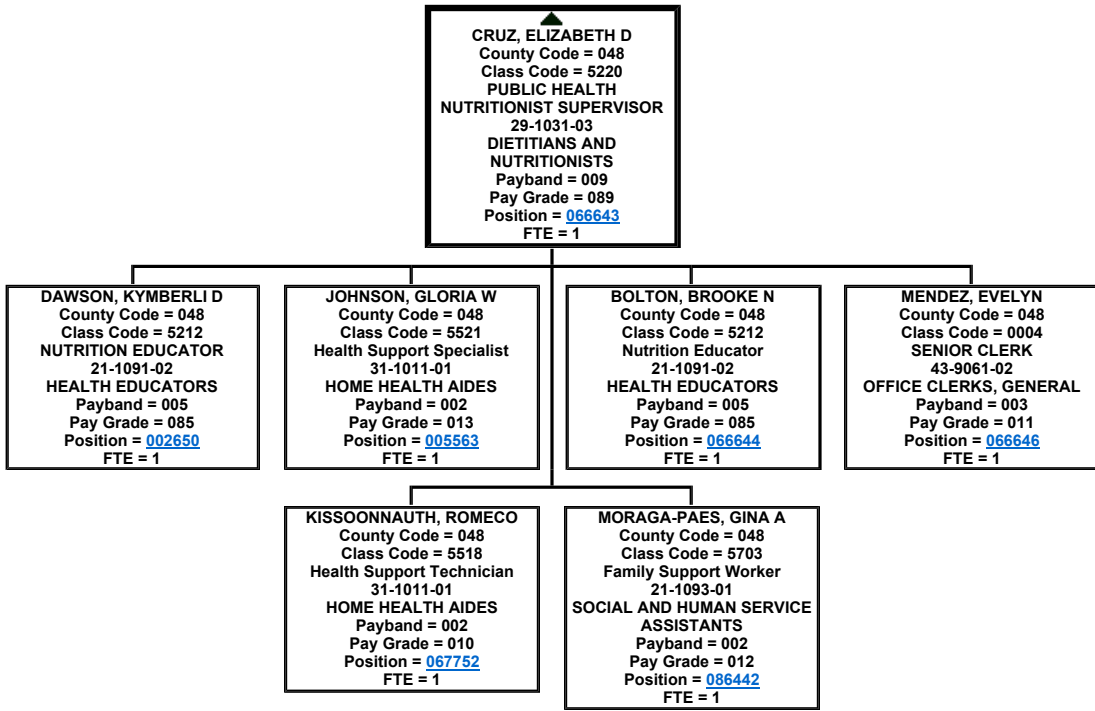 CRUZ, ELIZABETH D
County Code = 048
Class Code = 5220
PUBLIC HEALTH
NUTRITIONIST SUPERVISOR
29-1031-03
DIETITIANS AND
NUTRITIONISTS
Payband = 009
Pay Grade = 089
Position = 066643
FTE = 1
DAWSON, KYMBERLI D
County Code = 048
Class Code = 5212
NUTRITION EDUCATOR
21-1091-02
HEALTH EDUCATORS
Payband = 005
Pay Grade = 085
Position = 002650
FTE = 1
JOHNSON, GLORIA W
County Code = 048
Class Code = 5521
Health Support Specialist
31-1011-01
HOME HEALTH AIDES
Payband = 002
Pay Grade = 013
Position = 005563
FTE = 1
BOLTON, BROOKE N
County Code = 048
Class Code = 5212
Nutrition Educator
21-1091-02
HEALTH EDUCATORS
Payband = 005
Pay Grade = 085
Position = 066644
FTE = 1
MENDEZ, EVELYN
County Code = 048
Class Code = 0004
SENIOR CLERK
43-9061-02
OFFICE CLERKS, GENERAL
Payband = 003
Pay Grade = 011
Position = 066646
FTE = 1
KISSOONNAUTH, ROMECO
County Code = 048
Class Code = 5518
Health Support Technician
31-1011-01
HOME HEALTH AIDES
Payband = 002
Pay Grade = 010
Position = 067752
FTE = 1
MORAGA-PAES, GINA A
County Code = 048
Class Code = 5703
Family Support Worker
21-1093-01
SOCIAL AND HUMAN SERVICE
ASSISTANTS
Payband = 002
Pay Grade = 012
Position = 086442
FTE = 1